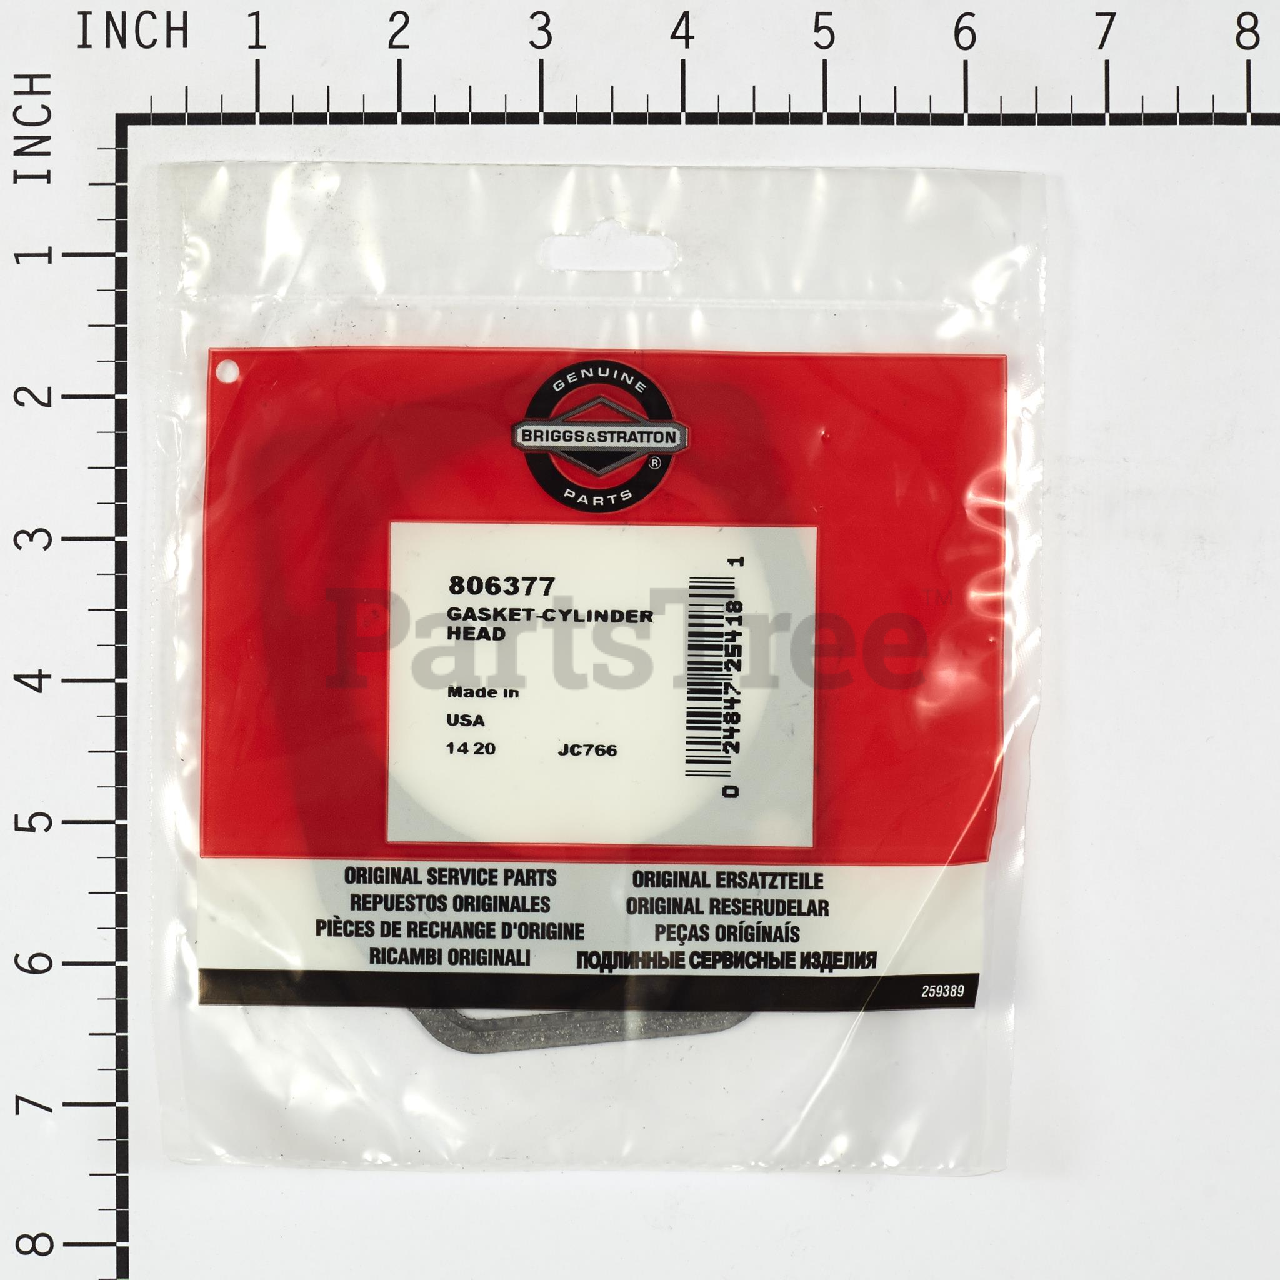 INCH 1 2 3 4 5 6 7 8
INCH
1
2
3
4
5
6
7
8
GENUINE
BRIGGS&STRATTON
®
PARTS
806377
GASKET-CYLINDER
HEAD
Made in
USA
14 20 JC766
0 24847 25418 1
PartsTree™
ORIGINAL SERVICE PARTS
REPUESTOS ORIGINALES
PIÈCES DE RECHANGE D'ORIGINE
RICAMBI ORIGINALI
ORIGINAL ERSATZTEILE
ORIGINAL RESERUDELAR
PEÇAS ORÍGÍNAÍS
ПОДЛИННЫЕ СЕРВИСНЫЕ ИЗДЕЛИЯ
259389